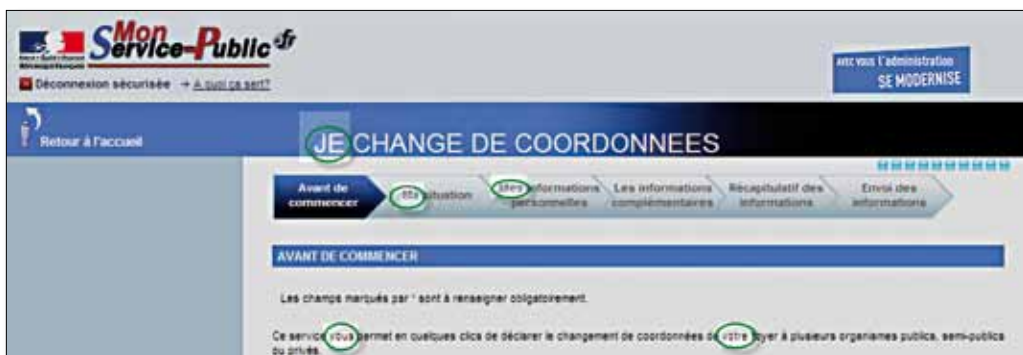 Mon
Service-Public.fr
Déconnexion sécurisée → A quoi ça sert?
AVEC VOUS L'administration
SE MODERNISE
Retour à l'accueil
JE CHANGE DE COORDONNEES
Avant de commencer
Ma situation
Mes informations personnelles
Les informations complémentaires
Récapitulatif des informations
Envoi des informations
AVANT DE COMMENCER
Les champs marqués par * sont à renseigner obligatoirement.
Ce service vous permet en quelques clics de déclarer le changement de coordonnées de votre foyer à plusieurs organismes publics, semi-publics
ou privés.